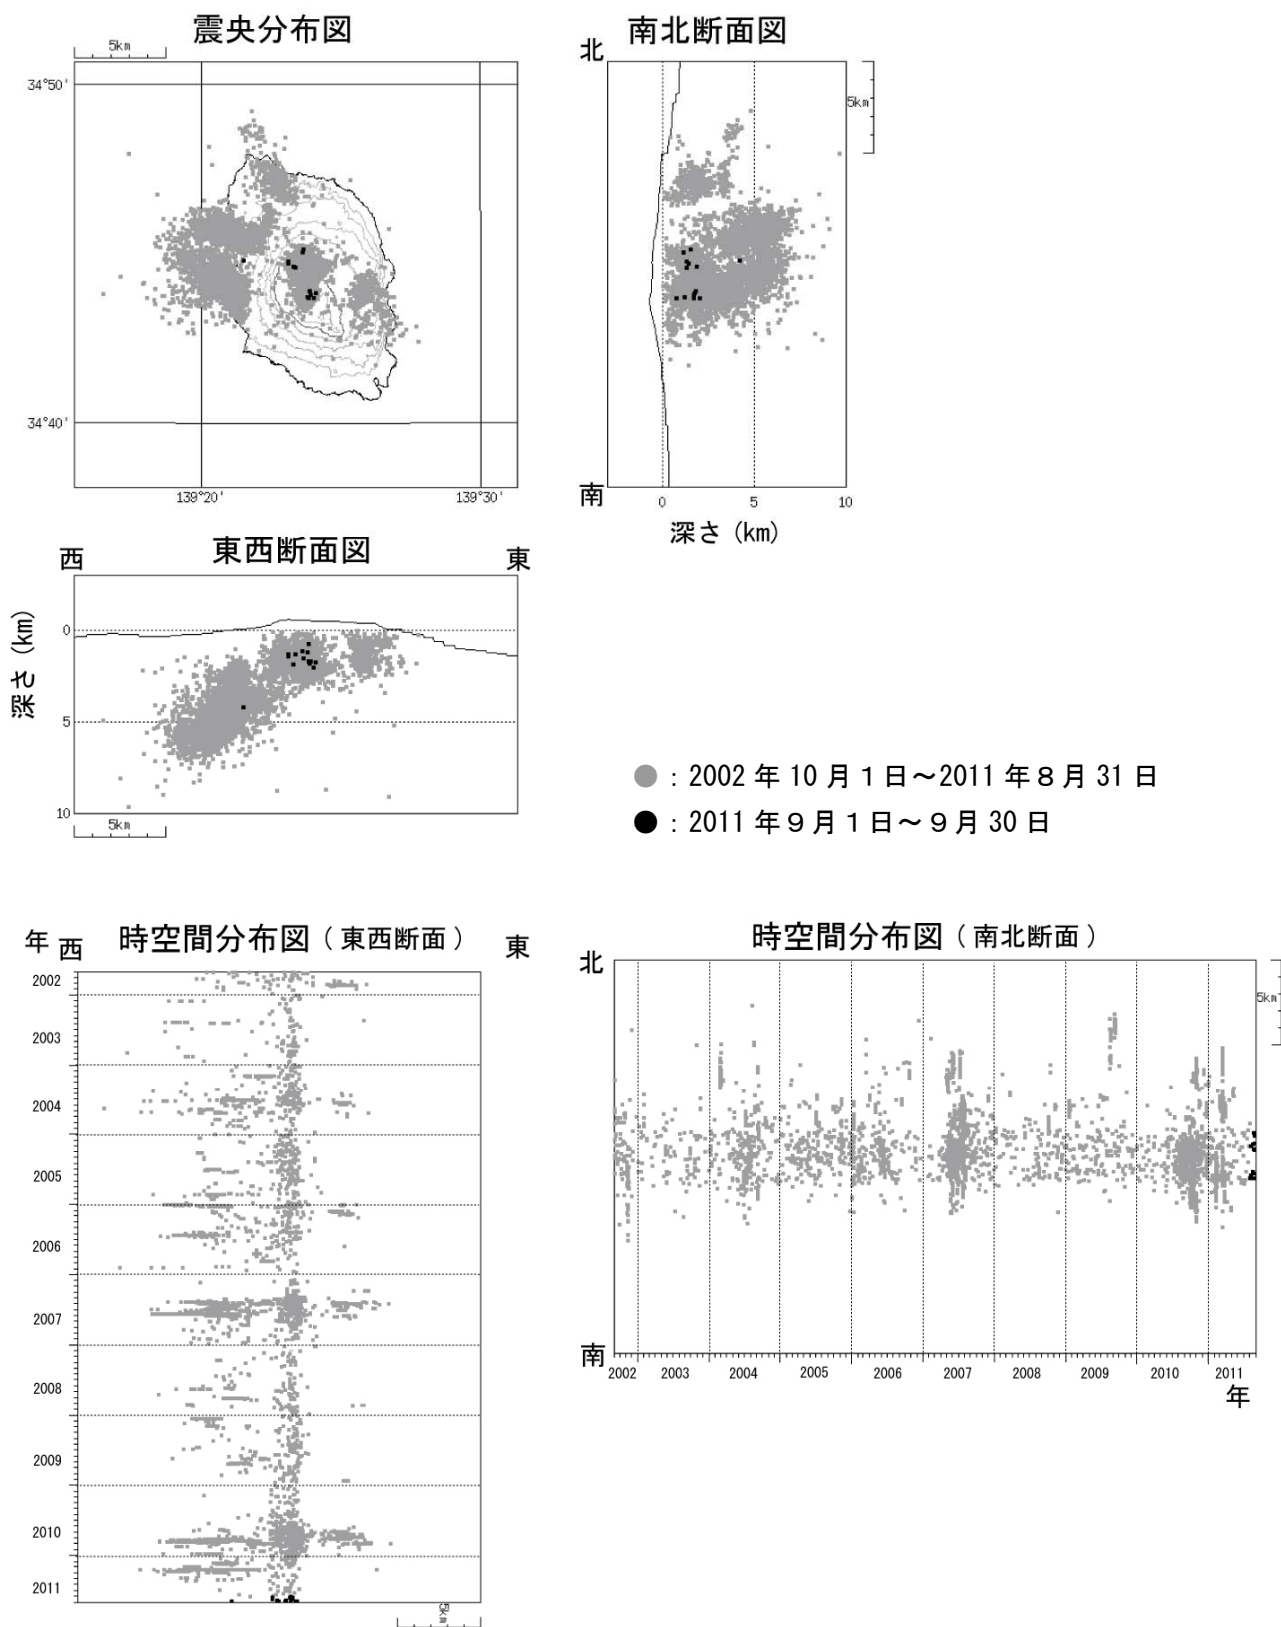 震央分布図
5km
34°50'
34°40'
139°20'
139°30'
南北断面図
北
5km
南
0
5
10
深さ (km)
東西断面図
西
東
深さ (km)
0
5
10
5km
● : 2002 年 10 月 1 日～2011 年 8 月 31 日
● : 2011 年 9 月 1 日～ 9 月 30 日
時空間分布図 ( 東西断面 )
年
西
東
2002
2003
2004
2005
2006
2007
2008
2009
2010
2011
5km
時空間分布図 ( 南北断面 )
北
5km
南
2002 2003 2004 2005 2006 2007 2008 2009 2010 2011
年